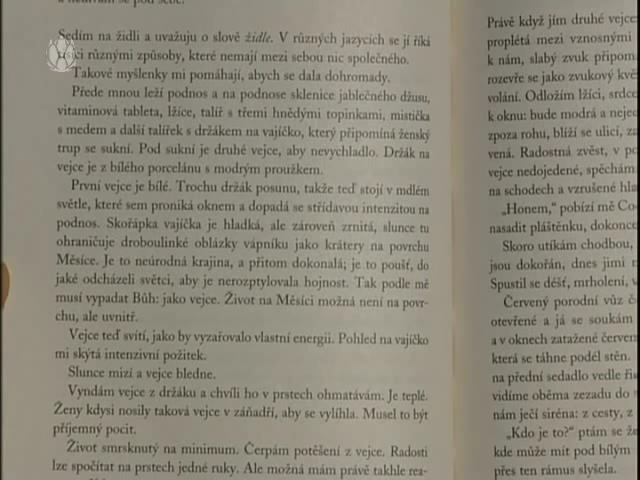 Sedím na židli a uvažuju o slově židle. V různých jazycích se jí říká
různými způsoby, které nemají mezi sebou nic společného.
Takové myšlenky mi pomáhají, abych se dala dohromady.
Přede mnou leží podnos a na podnose sklenice jablečného džusu,
vitaminová tableta, lžíce, talíř s třemi hnědými topinkami, mistička
s medem a další talířek s držákem na vajíčko, který připomíná ženský
trup se sukní. Pod sukní je druhé vejce, aby nevychladlo. Držák na
vejce je z bílého porcelánu s modrým proužkem.
První vejce je bílé. Trochu držák posunu, takže teď stojí v mdlém
světle, které sem proniká oknem a dopadá se střídavou intenzitou na
podnos. Skořápka vajíčka je hladká, ale zároveň zrnitá, slunce tu
ohraničuje droboulinké oblázky vápníku jako krátery na povrchu
Měsíce. Je to neúrodná krajina, a přitom dokonalá; je to poušť, do
jaké odcházeli světci, aby je nerozptylovala hojnost. Tak podle mě
musí vypadat Bůh: jako vejce. Život na Měsíci možná není na povr-
chu, ale uvnitř.
Vejce teď svítí, jako by vyzařovalo vlastní energii. Pohled na vajíčko
mi skýtá intenzivní požitek.
Slunce mizí a vejce bledne.
Vyndám vejce z držáku a chvíli ho v prstech ohmatávám. Je teplé.
Ženy kdysi nosily taková vejce v záňadří, aby se vylíhla. Musel to být
příjemný pocit.
Život smrsknutý na minimum. Čerpám potěšení z vejce. Radosti
lze spočítat na prstech jedné ruky. Ale možná mám právě takhle rea-
Právě když jím druhé vejce
proplétá mezi vznosnými
k nám, slabý zvuk připom
rozevře se jako zvukový kvě
volání. Odložím lžíci, srdce
k oknu: bude modrá a nejed
zpoza rohu, blíží se ulicí, za
vená. Radostná zvěst, v po
vejce nedojedené, spěchám
na schodech a vzrušené hla
„Honem,“ pobízí mě Co
nasadit pláštěnku, dokonce
Skoro utíkám chodbou,
jsou dokořán, dnes jimi
Spustil se déšť, mrholení, v
Červený porodní vůz č
otevřené a já se soukám
a v oknech zatažené červen
která se táhne podél stěn.
na přední sedadlo vedle ři
vidíme oběma zezadu do
nám ječí siréna: z cesty, z
„Kdo je to?“ ptám se že
kde může mít pod bílým
přes ten rámus slyšela.